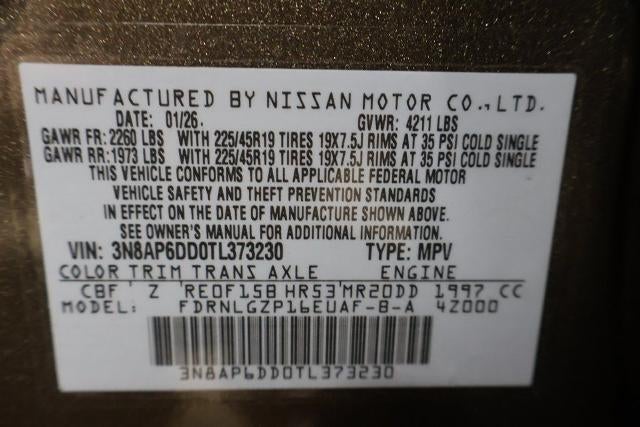 MANUFACTURED BY NISSAN MOTOR CO.,LTD.
DATE: 01/26. GVWR: 4211 LBS
GAWR FR: 2260 LBS WITH 225/45R19 TIRES 19X7.5J RIMS AT 35 PSI COLD SINGLE
GAWR RR: 1973 LBS WITH 225/45R19 TIRES 19X7.5J RIMS AT 35 PSI COLD SINGLE
THIS VEHICLE CONFORMS TO ALL APPLICABLE FEDERAL MOTOR
VEHICLE SAFETY AND THEFT PREVENTION STANDARDS
IN EFFECT ON THE DATE OF MANUFACTURE SHOWN ABOVE.
SEE OWNER'S MANUAL FOR ADDITIONAL INFORMATION.
VIN: 3N8AP6DD0TL373230 TYPE: MPV
COLOR TRIM TRANS AXLE ENGINE
CBF ' Z 'RE0F15B HR53'MR20DD 1997 CC
MODEL: FDRNLGZP16EUAF-B-A 4Z000
3N8AP6DD0TL373230